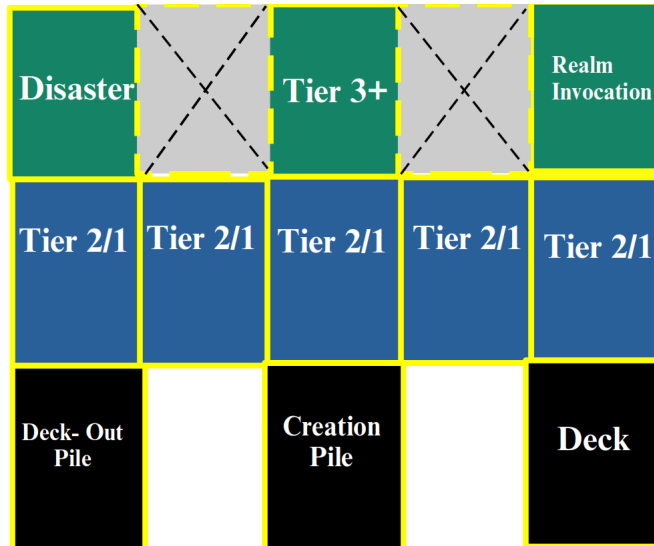 Disaster
Tier 3+
Realm
Invocation
Tier 2/1
Tier 2/1
Tier 2/1
Tier 2/1
Tier 2/1
Deck- Out
Pile
Creation
Pile
Deck